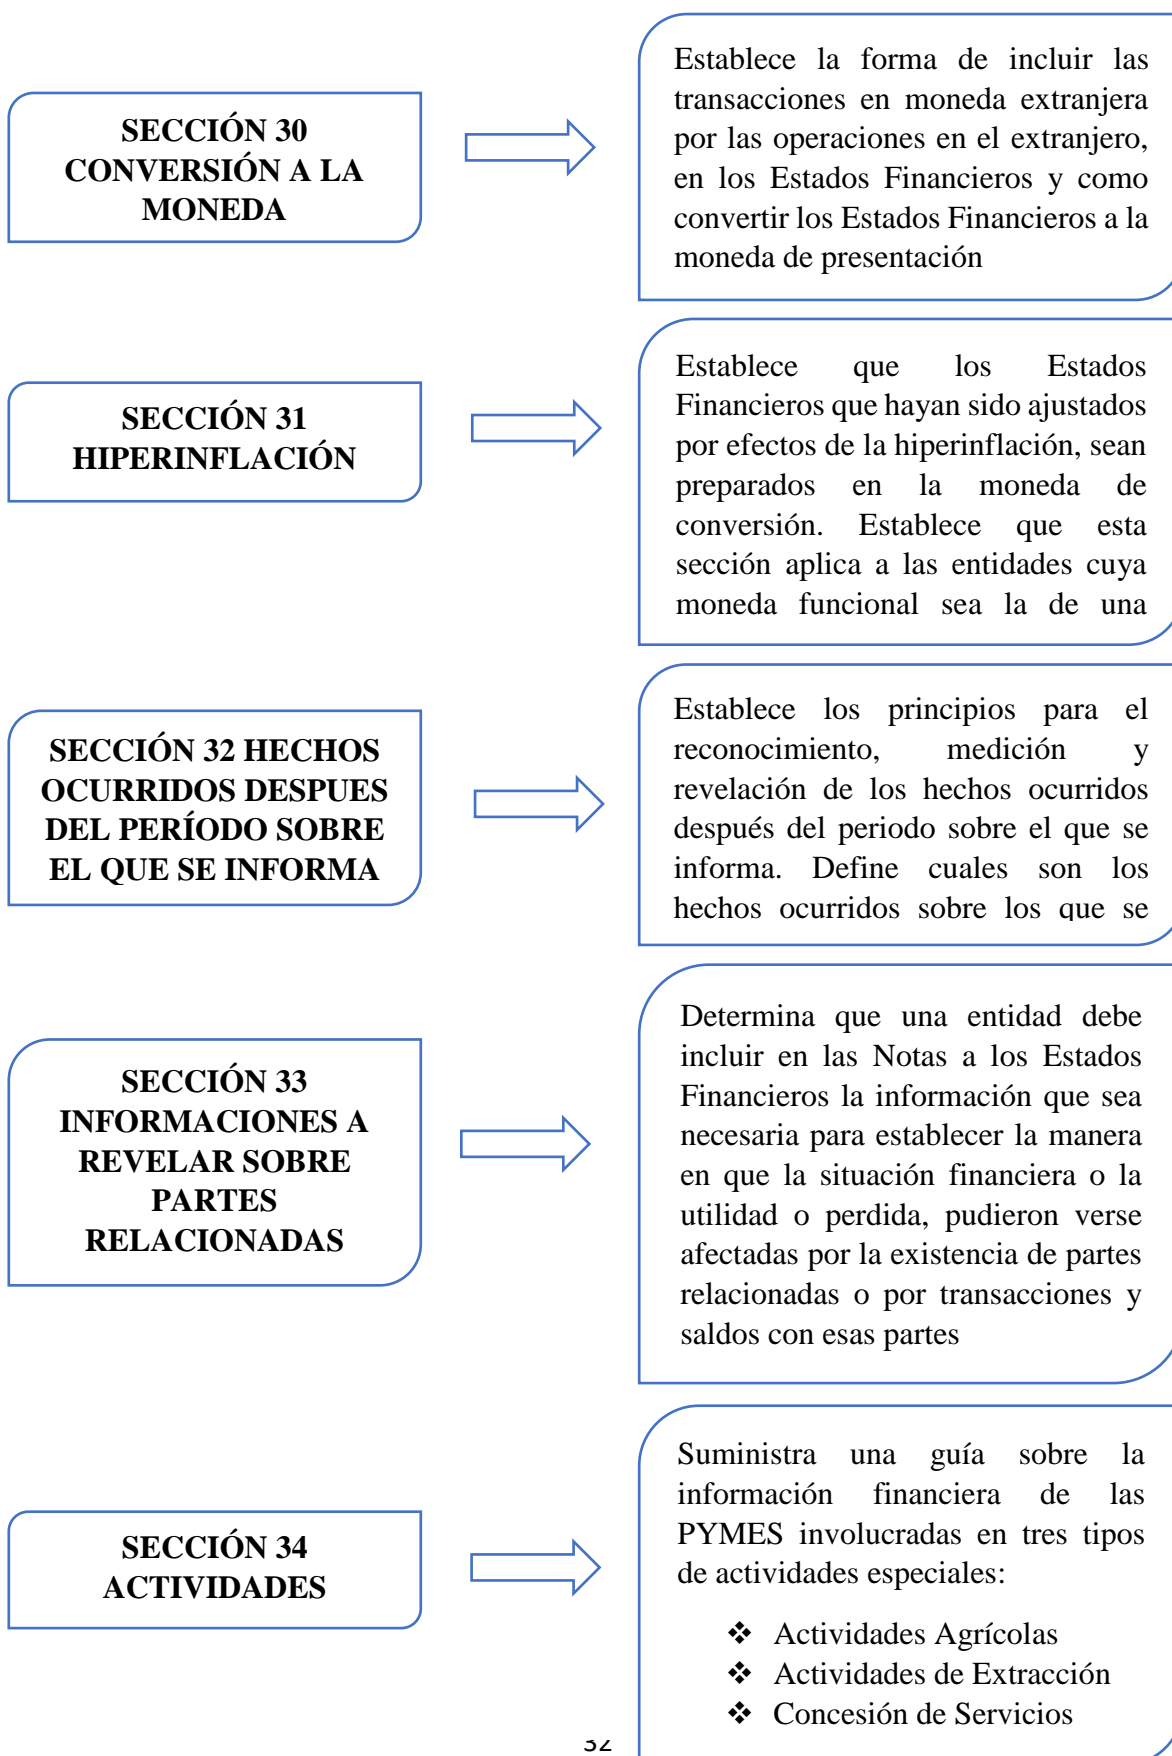 SECCIÓN 30
CONVERSIÓN A LA
MONEDA
Establece la forma de incluir las
transacciones en moneda extranjera
por las operaciones en el extranjero,
en los Estados Financieros y como
convertir los Estados Financieros a la
moneda de presentación
SECCIÓN 31
HIPERINFLACIÓN
Establece que los Estados
Financieros que hayan sido ajustados
por efectos de la hiperinflación, sean
preparados en la moneda de
conversión. Establece que esta
sección aplica a las entidades cuya
moneda funcional sea la de una
SECCIÓN 32 HECHOS
OCURRIDOS DESPUES
DEL PERÍODO SOBRE
EL QUE SE INFORMA
Establece los principios para el
reconocimiento, medición y
revelación de los hechos ocurridos
después del periodo sobre el que se
informa. Define cuales son los
hechos ocurridos sobre los que se
SECCIÓN 33
INFORMACIONES A
REVELAR SOBRE
PARTES
RELACIONADAS
Determina que una entidad debe
incluir en las Notas a los Estados
Financieros la información que sea
necesaria para establecer la manera
en que la situación financiera o la
utilidad o perdida, pudieron verse
afectadas por la existencia de partes
relacionadas o por transacciones y
saldos con esas partes
SECCIÓN 34
ACTIVIDADES
Suministra una guía sobre la
información financiera de las
PYMES involucradas en tres tipos
de actividades especiales:
❖ Actividades Agrícolas
❖ Actividades de Extracción
❖ Concesión de Servicios
32